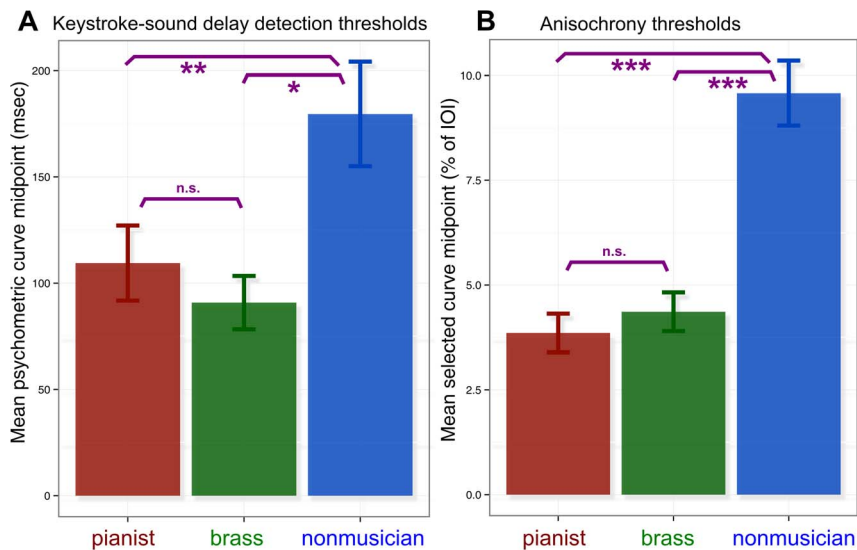 A Keystroke-sound delay detection thresholds
Mean psychometric curve midpoint (msec)
200
150
100
50
0
**
*
n.s.
pianist brass nonmusician
B Anisochrony thresholds
Mean selected curve midpoint (% of IOI)
10.0
7.5
5.0
2.5
0.0
***
***
n.s.
pianist brass nonmusician